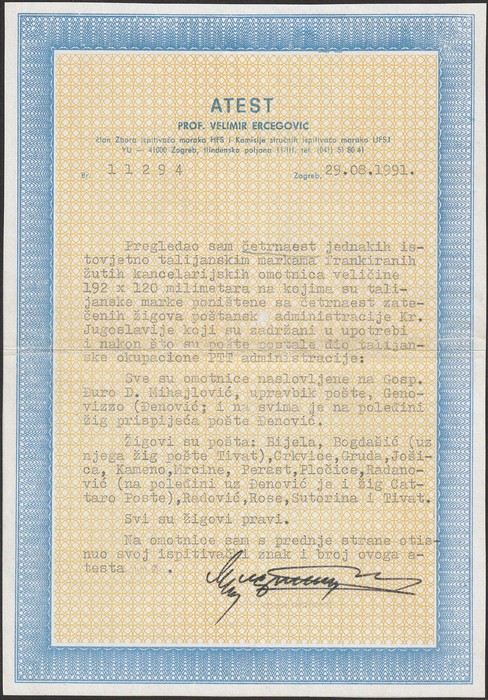 ATEST
PROF. VELIMIR ERCEGOVIĆ
član Zbora ispitivača maraka HFS i Komisije stručnih ispitivača maraka UFSJ
YU — 41000 Zagreb, Ilindenska poljana 11/III, tel. (041) 51 80 41
Br. 11294 Zagreb, 29.08.1991.
Pregledao sam četrnaest jednakih is-
tovjetno talijanskim markama frankiranih
žutih kancelarijskih omotnica veličine
192 x 120 milimetara na kojima su tali-
janske marke poništene sa četrnaest zate-
čenih žigova poštansk administracije Kr.
Jugoslavije koji su zadržani u upotrebi
i nakon što su pošte postale dio talijan-
ske okupacione PTT administracije:
Sve su omotnice naslovljene na Gosp.
Đuro D. Mihajlović, upravbik pošte, Geno-
vizzo (Đenović; i na svima je na poleđini
žig prispijeća pošte Đenović.
Žigovi su pošta: Bijela, Bogdašić (uz
njega žig pošte Tivat),Crkvice,Gruda,Joši-
ca, Kameno,Mrcine, Perast,Pločice,Radano-
vić (na poleđini uz Đenović je i žig Cat-
taro Poste),Radović,Rose,Sutorina i Tivat.
Svi su žigovi pravi.
Na omotnice sam s prednje strane otis-
nuo svoj ispitivački znak i broj ovoga a-
testa .